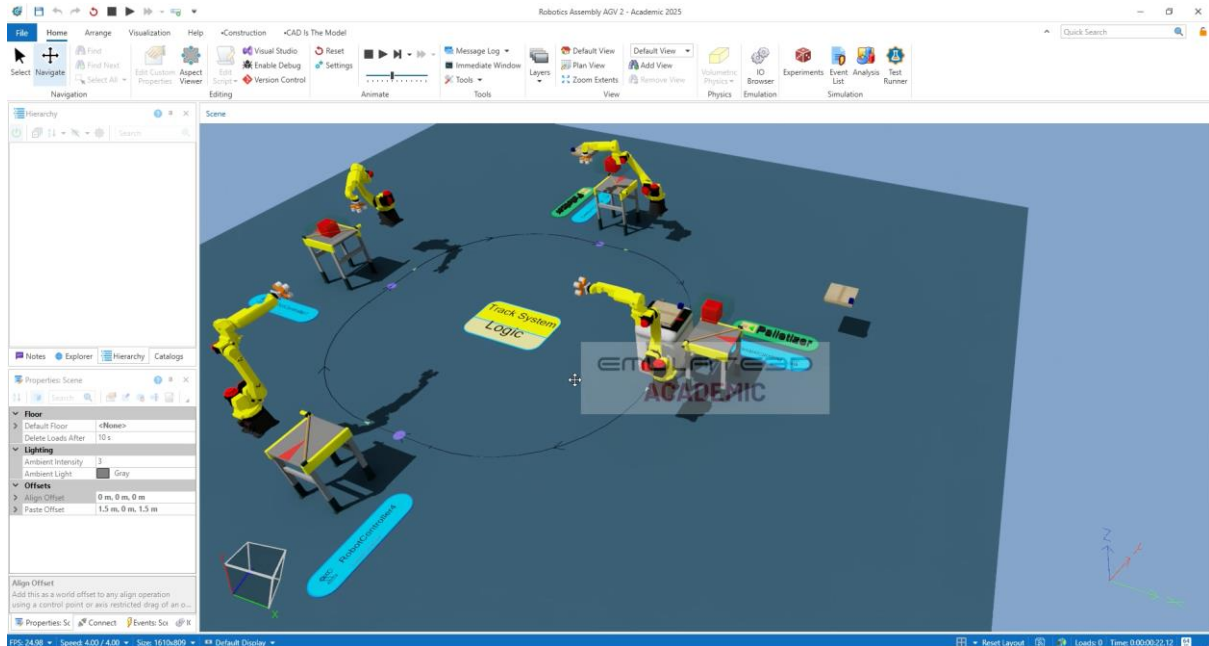 Robotics Assembly AGV 2 - Academic 2025
File Home Arrange Visualization Help •Construction •CAD Is The Model Quick Search
Select Navigate Find Find Next Select All
Navigation
Edit Custom Properties Aspect Viewer Edit Script Visual Studio Enable Debug Version Control
Editing
Reset Settings
Animate
Message Log Immediate Window Tools
Tools
Layers Default View Plan View Zoom Extents Default View Add View Remove View
View
Volumetric Physics
Physics
IO Browser
Emulation
Experiments Event List Analysis Test Runner
Simulation
Hierarchy
Search
Notes Explorer Hierarchy Catalogs
Properties: Scene
Search
Floor
Default Floor <None>
Delete Loads After 10 s
Lighting
Ambient Intensity 3
Ambient Light Gray
Offsets
Align Offset 0 m, 0 m, 0 m
Paste Offset 1.5 m, 0 m, 1.5 m
Align Offset
Add this as a world offset to any align operation
using a control point or axis restricted drag of an o...
Properties: Sc Connect Events: Sce
Scene
Track System
Logic
Palletizer
EMULATE3D
ACADEMIC
RobotController4
X
Z
FPS: 24.98 Speed: 4.00 / 4.00 Size: 1610x809 Default Display Reset Layout Loads: 0 Time: 0:00:00:22.12